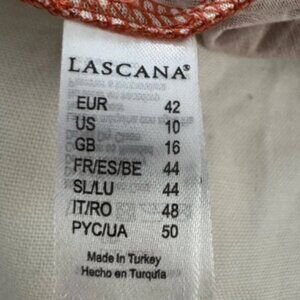 LASCANA®
EUR 42
US 10
GB 16
FR/ES/BE 44
SL/LU 44
IT/RO 48
PYC/UA 50
Made in Turkey
Hecho en Turquia